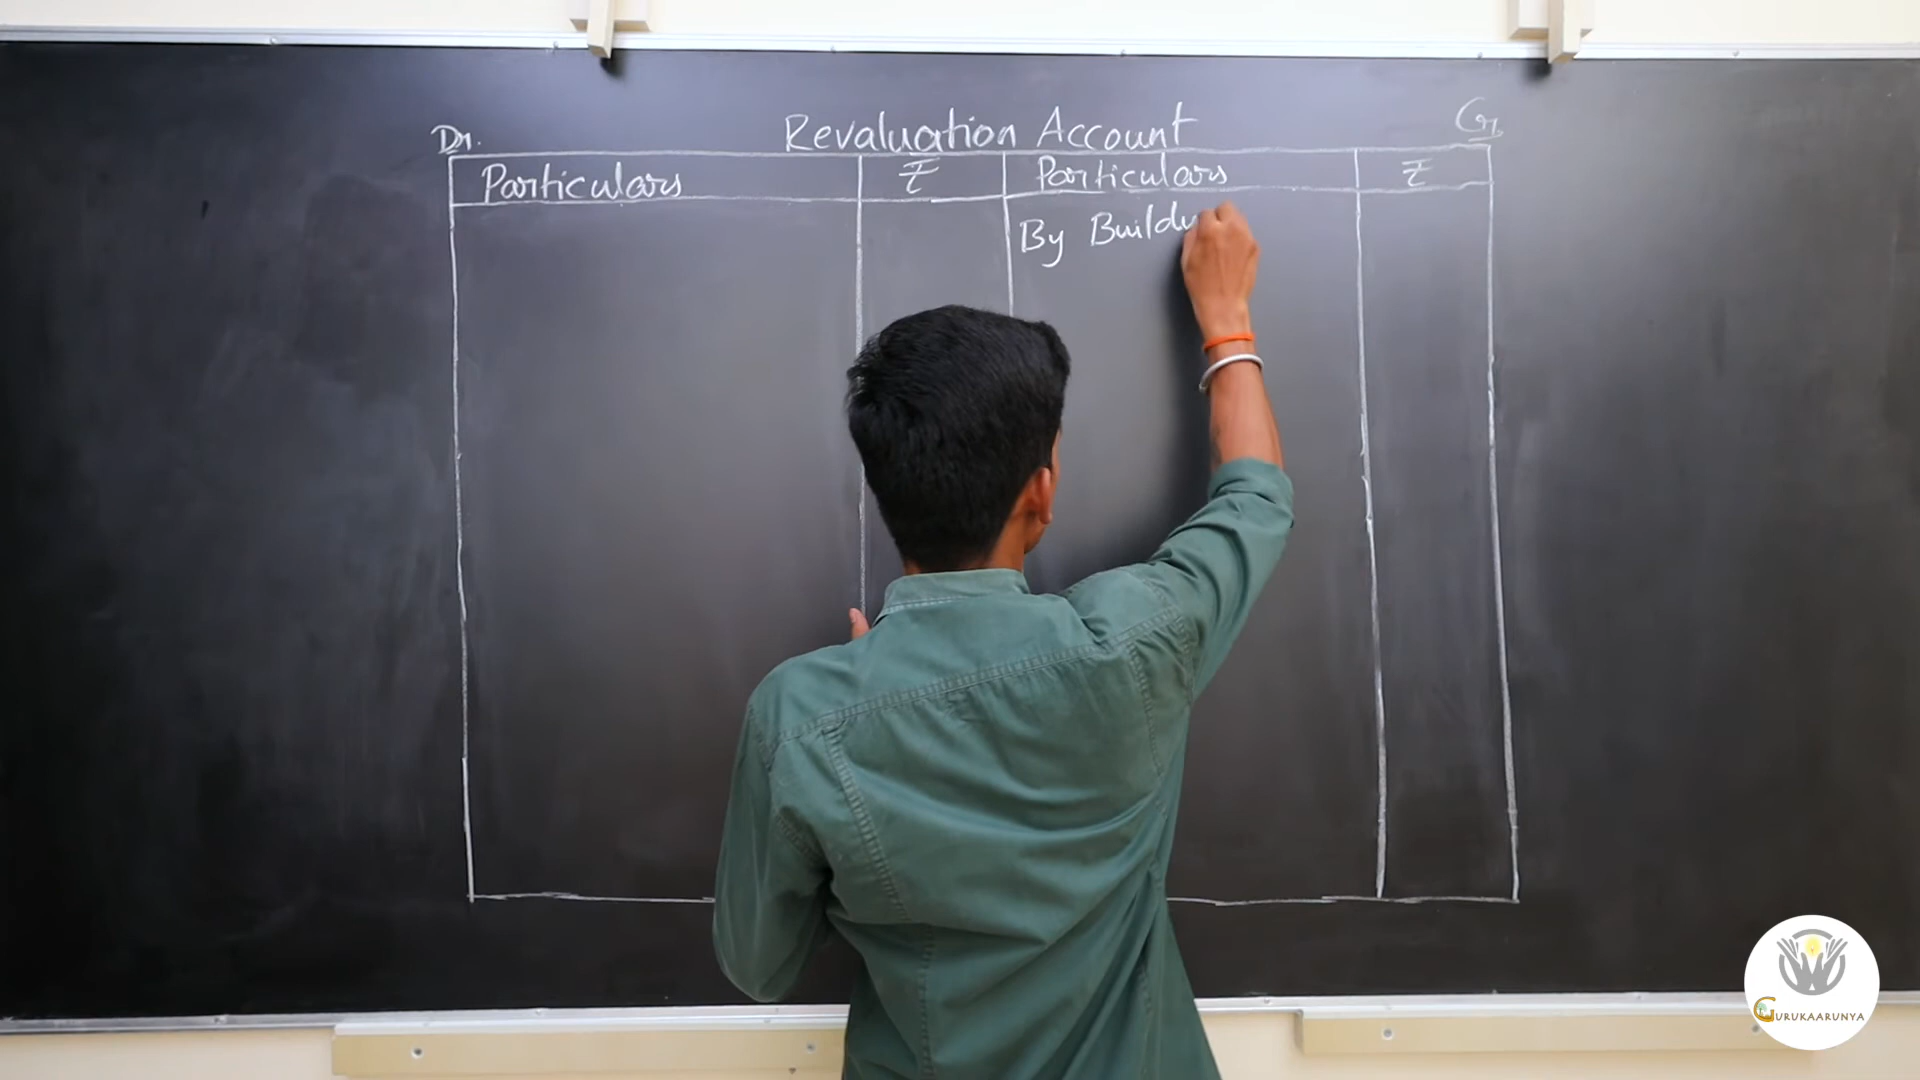 Revaluation Account
Dr. Cr.
Particulars ₹ Particulars ₹
By Buildi
GURUKAARUNYA